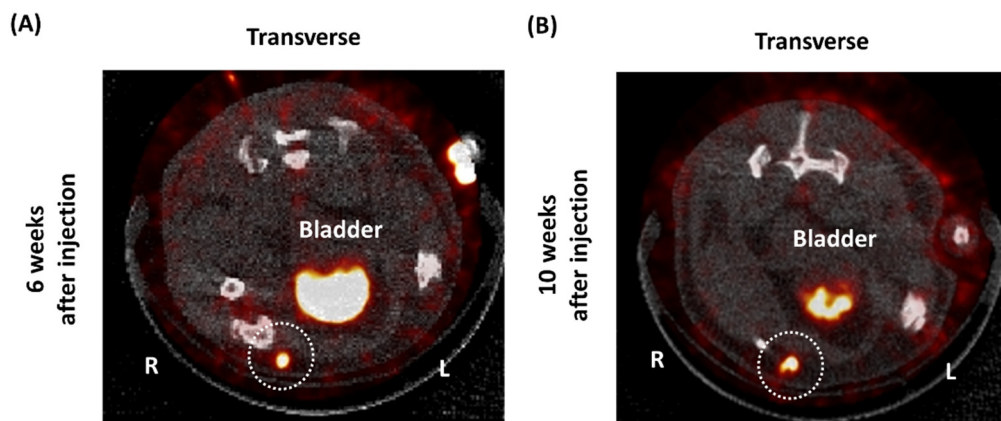 (A)
Transverse
6 weeks
after injection
Bladder
R
L
(B)
Transverse
10 weeks
after injection
Bladder
R
L